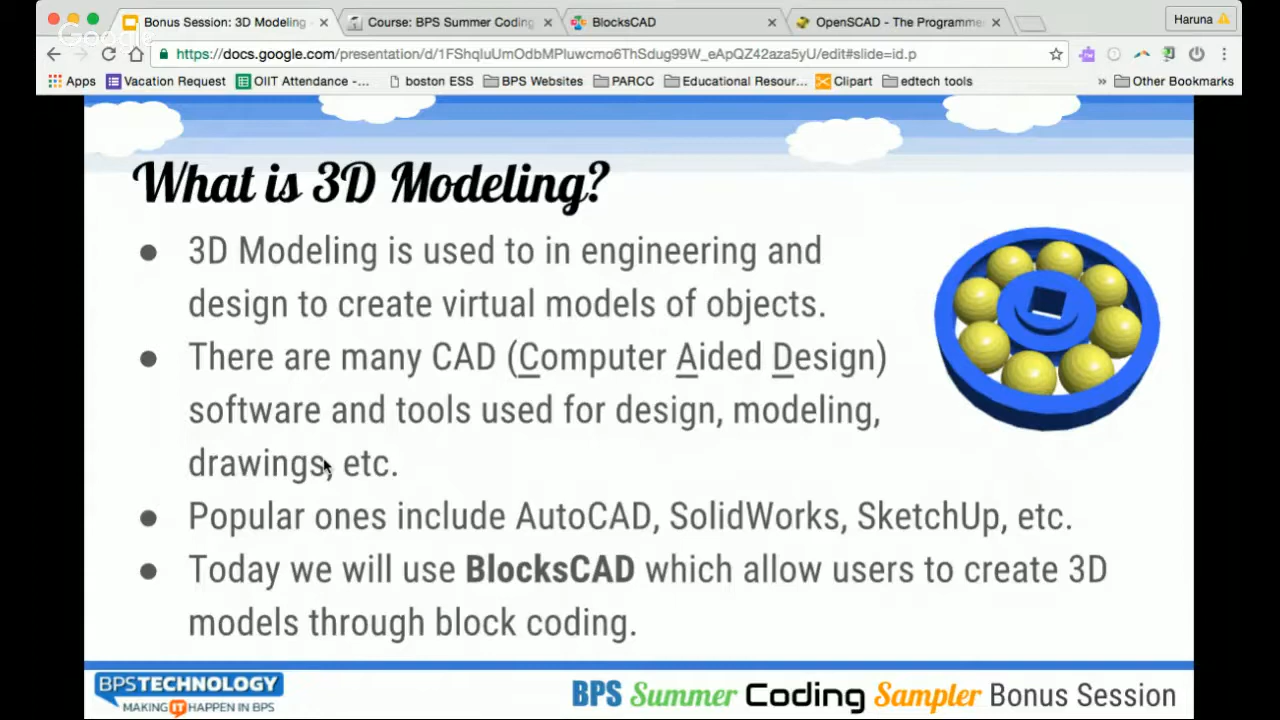 Bonus Session: 3D Modeling -
Course: BPS Summer Coding
BlocksCAD
OpenSCAD - The Programme
Haruna
Google
https://docs.google.com/presentation/d/1FShqluUmOdbMPluwcmo6ThSdug99W_eApQZ42aza5yU/edit#slide=id.p
Apps
Vacation Request
OIIT Attendance -...
boston ESS
BPS Websites
PARCC
Educational Resour...
Clipart
edtech tools
»
Other Bookmarks
What is 3D Modeling?
● 3D Modeling is used to in engineering and
design to create virtual models of objects.
● There are many CAD (Computer Aided Design)
software and tools used for design, modeling,
drawings, etc.
● Popular ones include AutoCAD, SolidWorks, SketchUp, etc.
● Today we will use BlocksCAD which allow users to create 3D
models through block coding.
BPSTECHNOLOGY
MAKING IT HAPPEN IN BPS
BPS Summer Coding Sampler Bonus Session